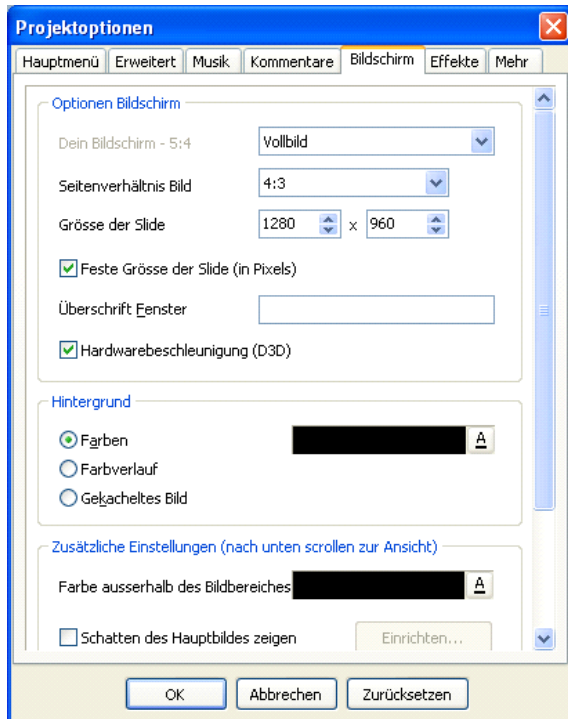 Projektoptionen
Hauptmenü Erweitert Musik Kommentare Bildschirm Effekte Mehr
Optionen Bildschirm
Dein Bildschirm - 5:4 Vollbild
Seitenverhältnis Bild 4:3
Grösse der Slide 1280 x 960
Feste Grösse der Slide (in Pixels)
Überschrift Fenster
Hardwarebeschleunigung (D3D)
Hintergrund
Farben A
Farbverlauf
Gekacheltes Bild
Zusätzliche Einstellungen (nach unten scrollen zur Ansicht)
Farbe ausserhalb des Bildbereiches A
Schatten des Hauptbildes zeigen Einrichten...
OK Abbrechen Zurücksetzen